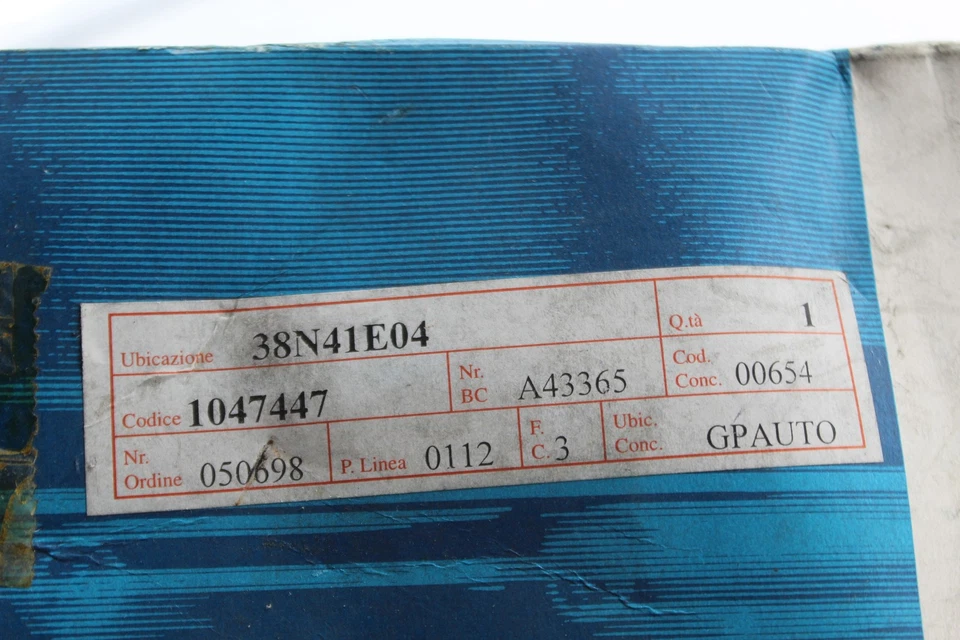 Ubicazione 38N41E04 Q.tà 1
Codice 1047447 Nr. BC A43365 Cod. Conc. 00654
Nr. Ordine 050698 P. Linea 0112 F. C. 3 Ubic. Conc. GPAUTO